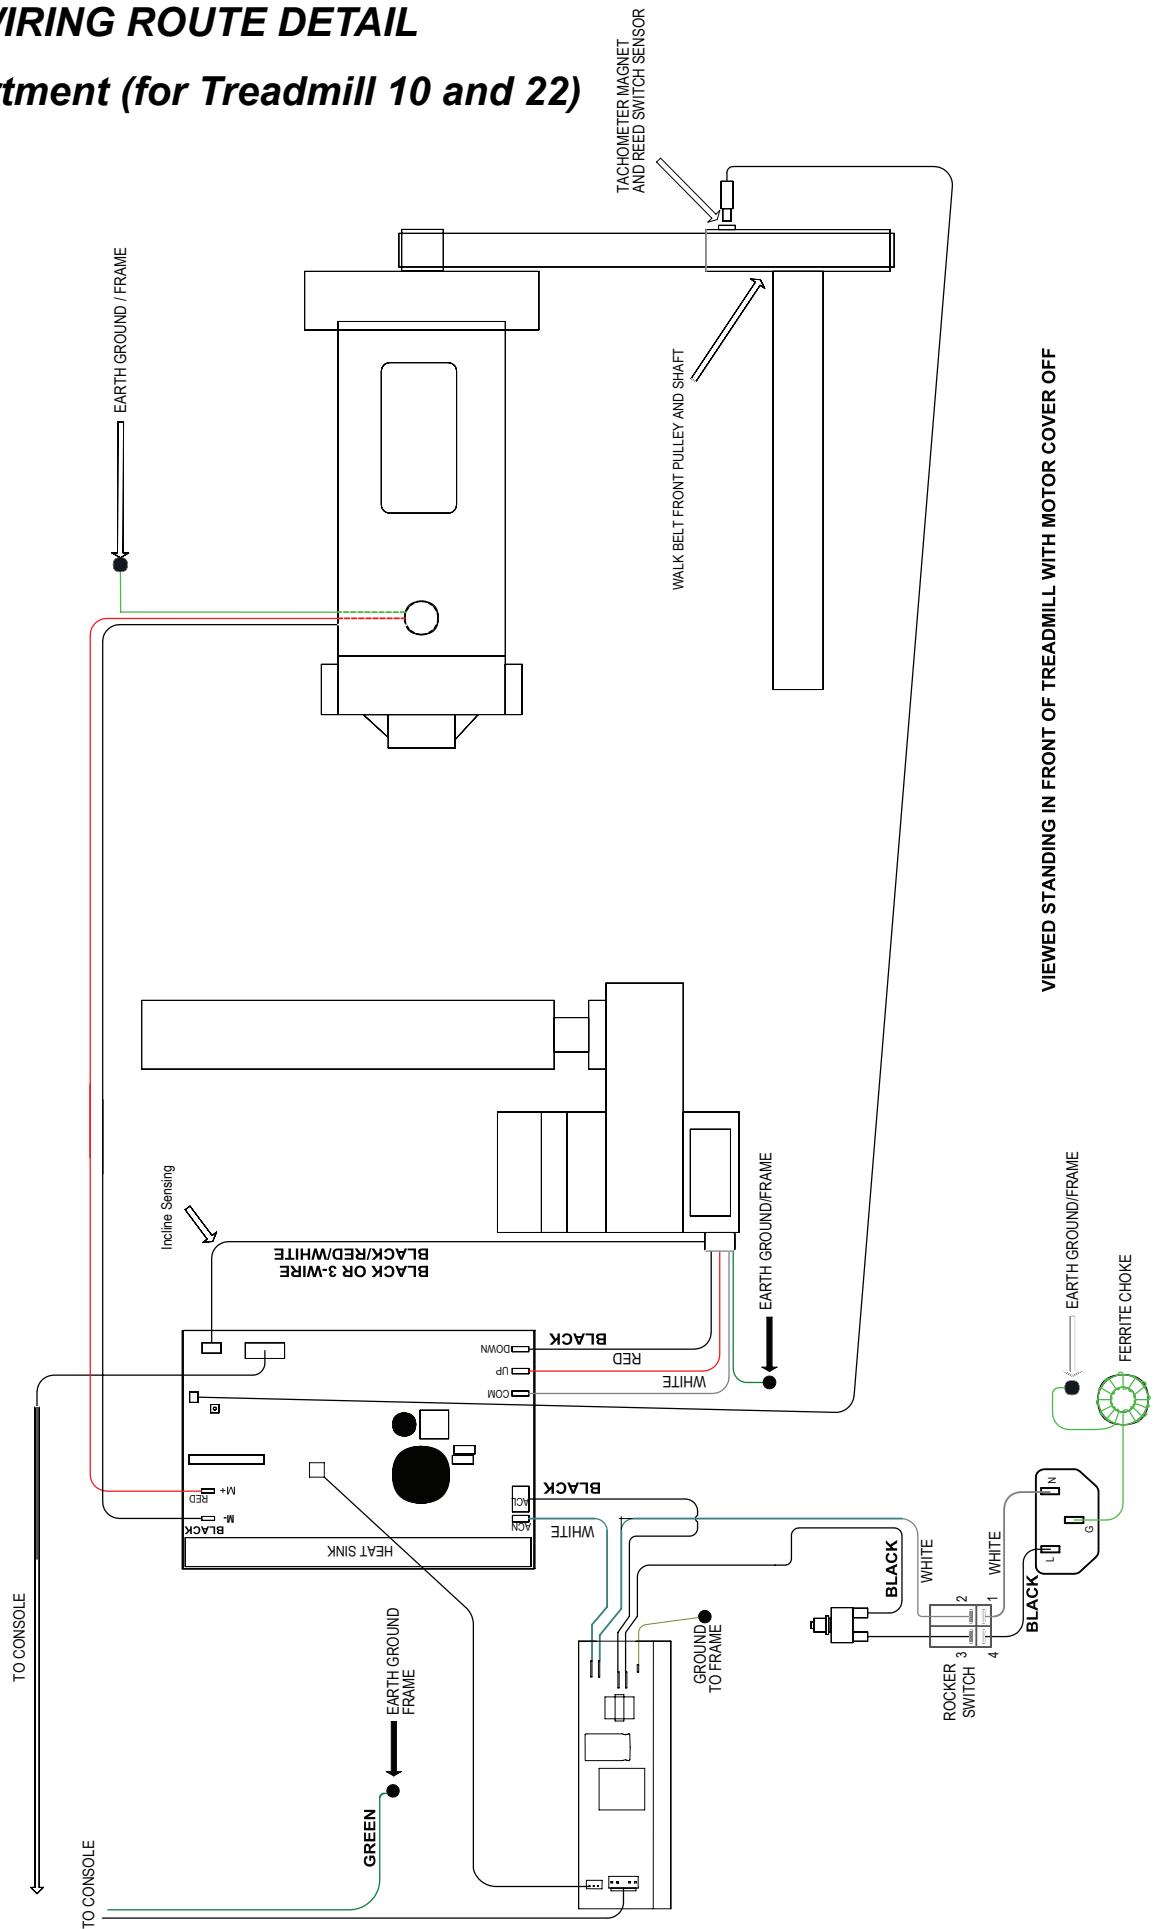 WIRING ROUTE DETAIL
rtment (for Treadmill 10 and 22)
TACHOMETER MAGNET
AND REED SWITCH SENSOR
EARTH GROUND / FRAME
WALK BELT FRONT PULLEY AND SHAFT
VIEWED STANDING IN FRONT OF TREADMILL WITH MOTOR COVER OFF
Incline Sensing
BLACK OR 3-WIRE
BLACK/RED/WHITE
EARTH GROUND/FRAME
EARTH GROUND/FRAME
FERRITE CHOKE
DOWN
BLACK
UP
RED
COM
WHITE
M+
RED
M-
BLACK
HEAT SINK
ACL
BLACK
ACN
WHITE
TO CONSOLE
TO CONSOLE
GREEN
EARTH GROUND
FRAME
GROUND
TO FRAME
BLACK
WHITE
WHITE
BLACK
N
G
L
2
1
3
4
ROCKER
SWITCH